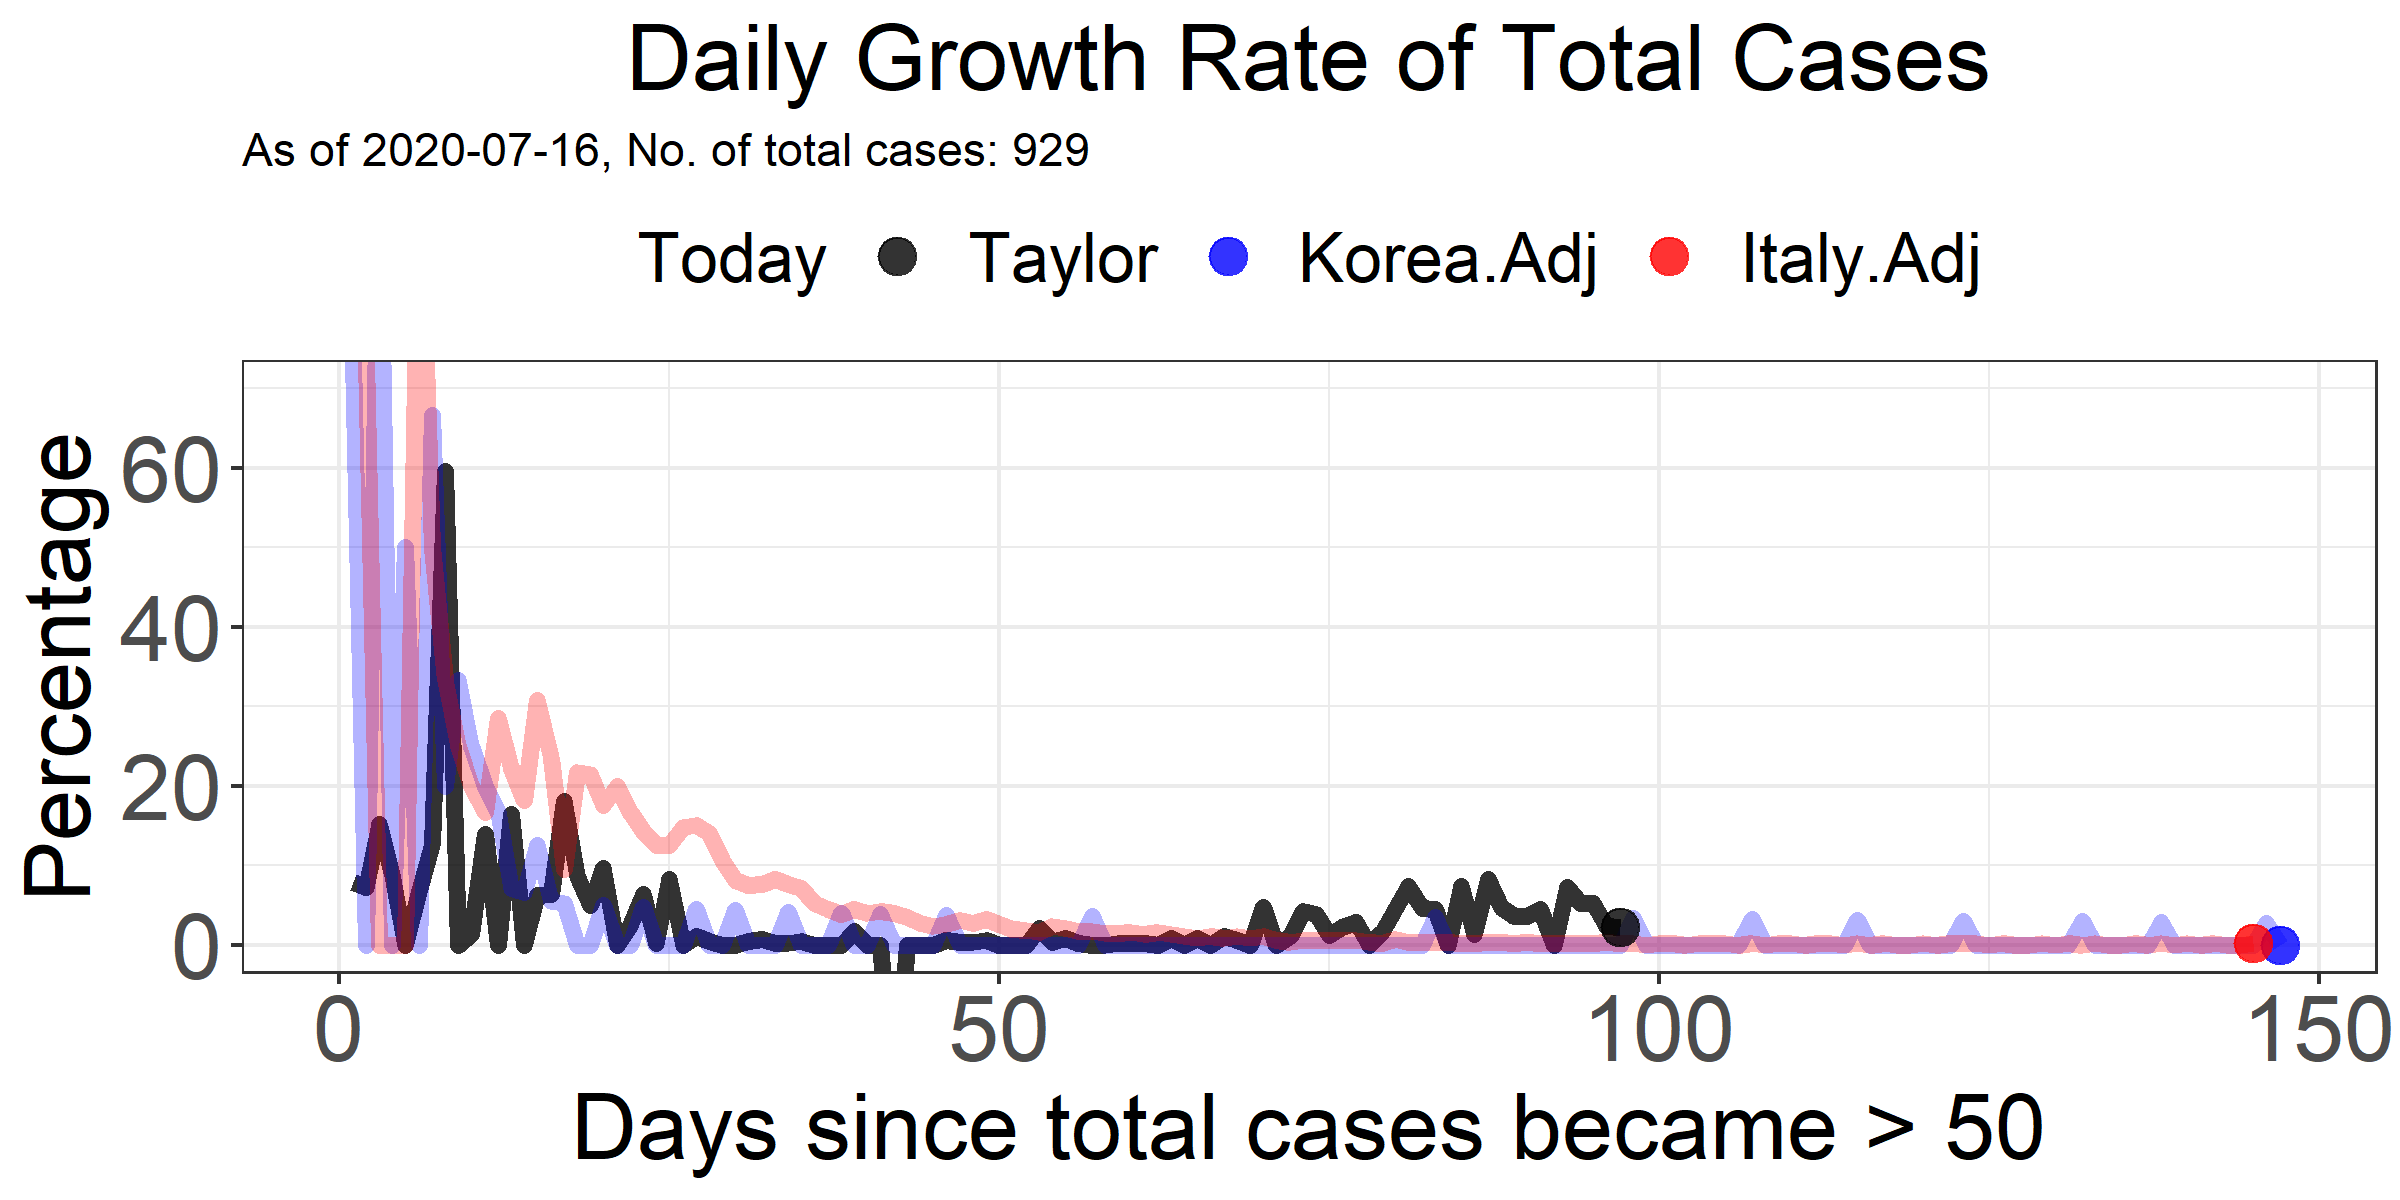 Daily Growth Rate of Total Cases
As of 2020-07-16, No. of total cases: 929
Today Taylor Korea.Adj Italy.Adj
Percentage
60
40
20
0
0 50 100 150
Days since total cases became > 50